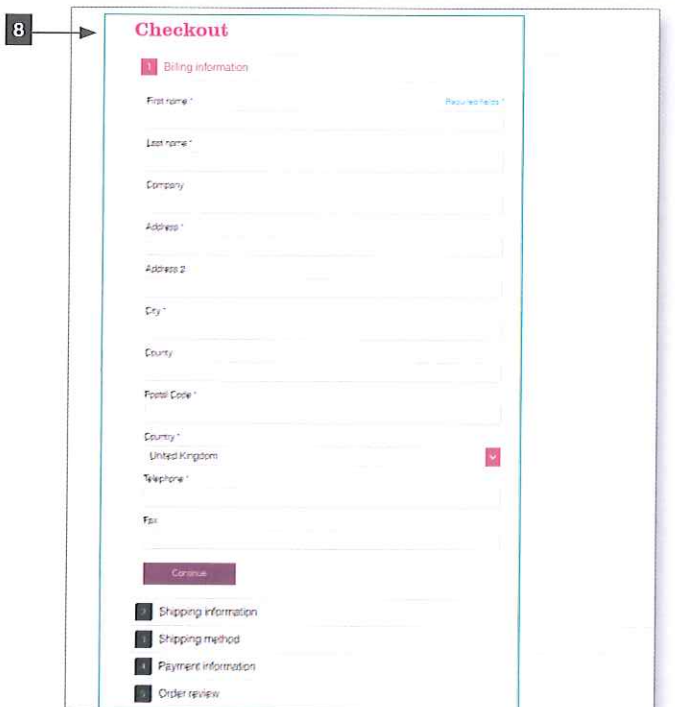 8
Checkout
1 Billing information
First name *
Required fields *
Last name *
Company
Address *
Address 2
City *
County
Postal Code *
Country *
United Kingdom
Telephone *
Fax
Continue
2 Shipping information
3 Shipping method
4 Payment information
5 Order review